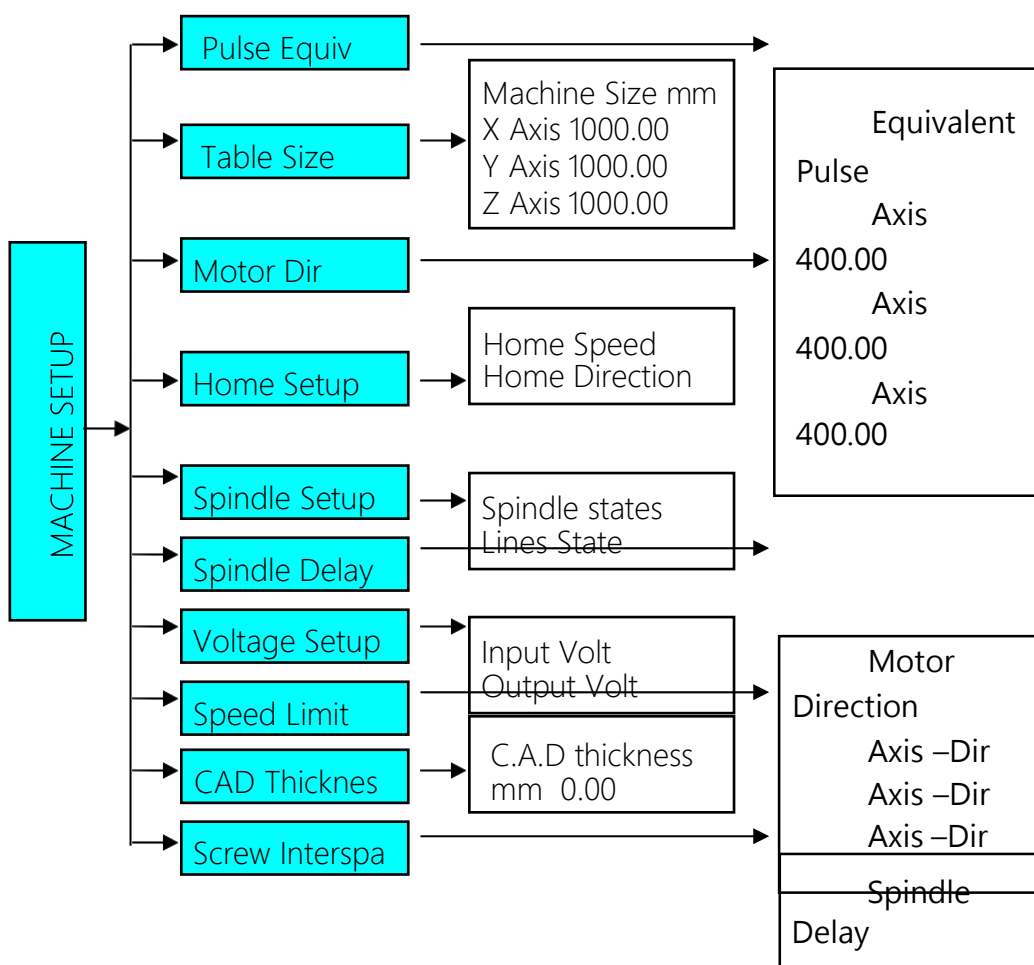 MACHINE SETUP
Pulse Equiv
Table Size
Motor Dir
Home Setup
Spindle Setup
Spindle Delay
Voltage Setup
Speed Limit
CAD Thicknes
Screw Interspa
Machine Size mm
X Axis 1000.00
Y Axis 1000.00
Z Axis 1000.00
Home Speed
Home Direction
Spindle states
Lines State
Input Volt
Output Volt
C.A.D thickness
mm 0.00
Equivalent
Pulse
Axis
400.00
Axis
400.00
Axis
400.00
Motor
Direction
Axis –Dir
Axis –Dir
Axis –Dir
Spindle
Delay